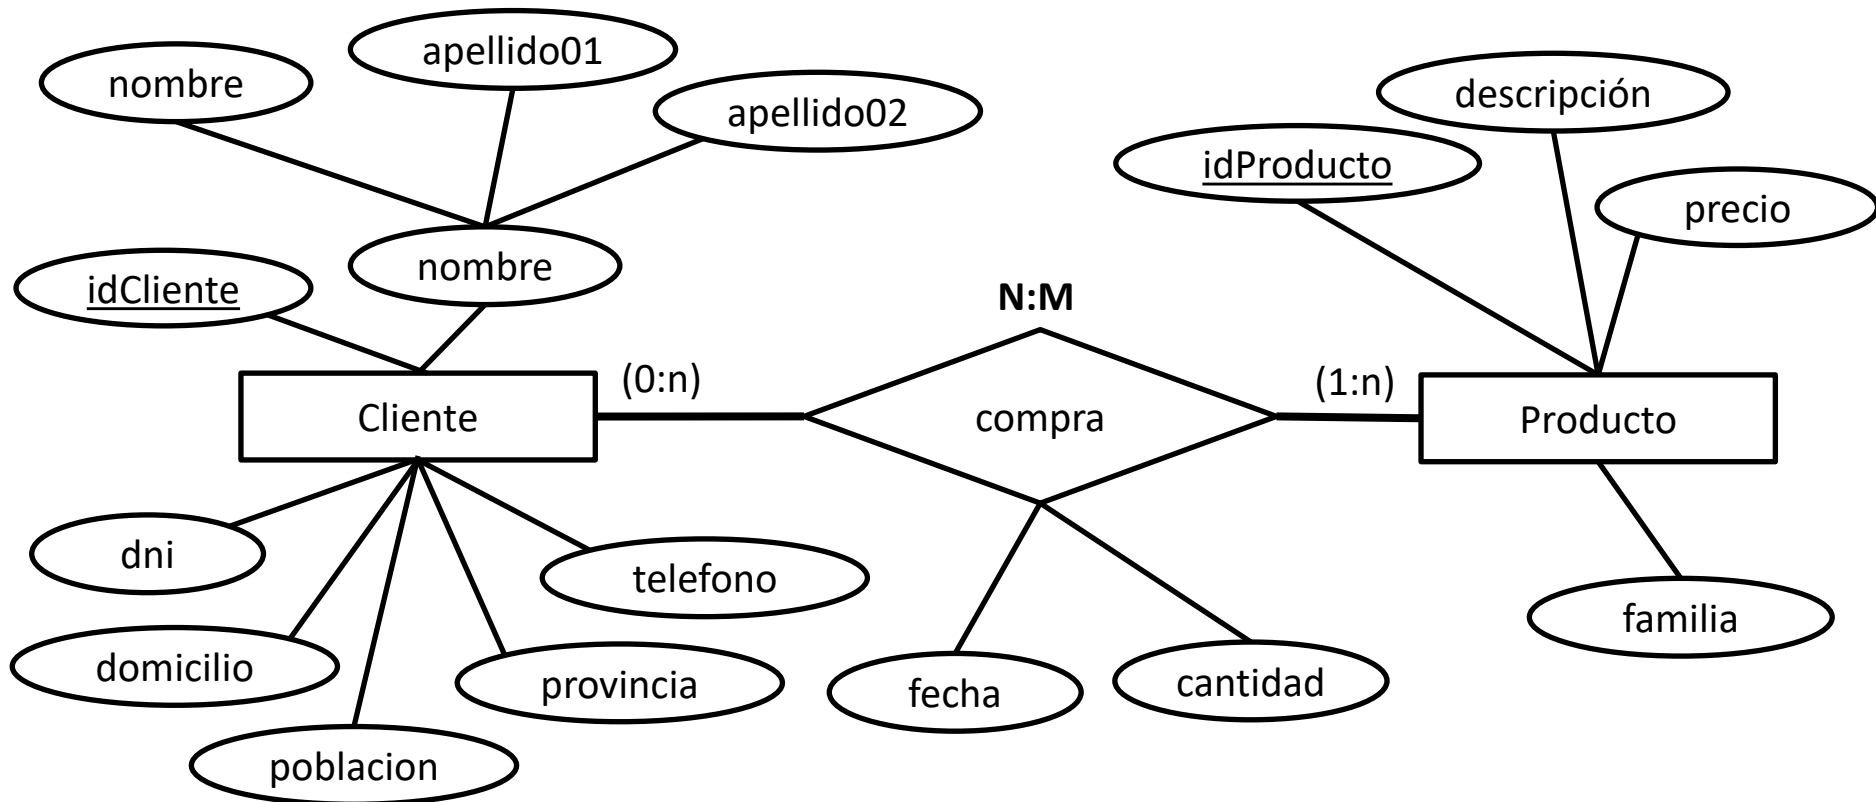 apellido01
nombre
descripción
apellido02
idProducto
precio
nombre
idCliente
N:M
(0:n)
(1:n)
Cliente
compra
Producto
dni
telefono
familia
domicilio
provincia
cantidad
fecha
poblacion